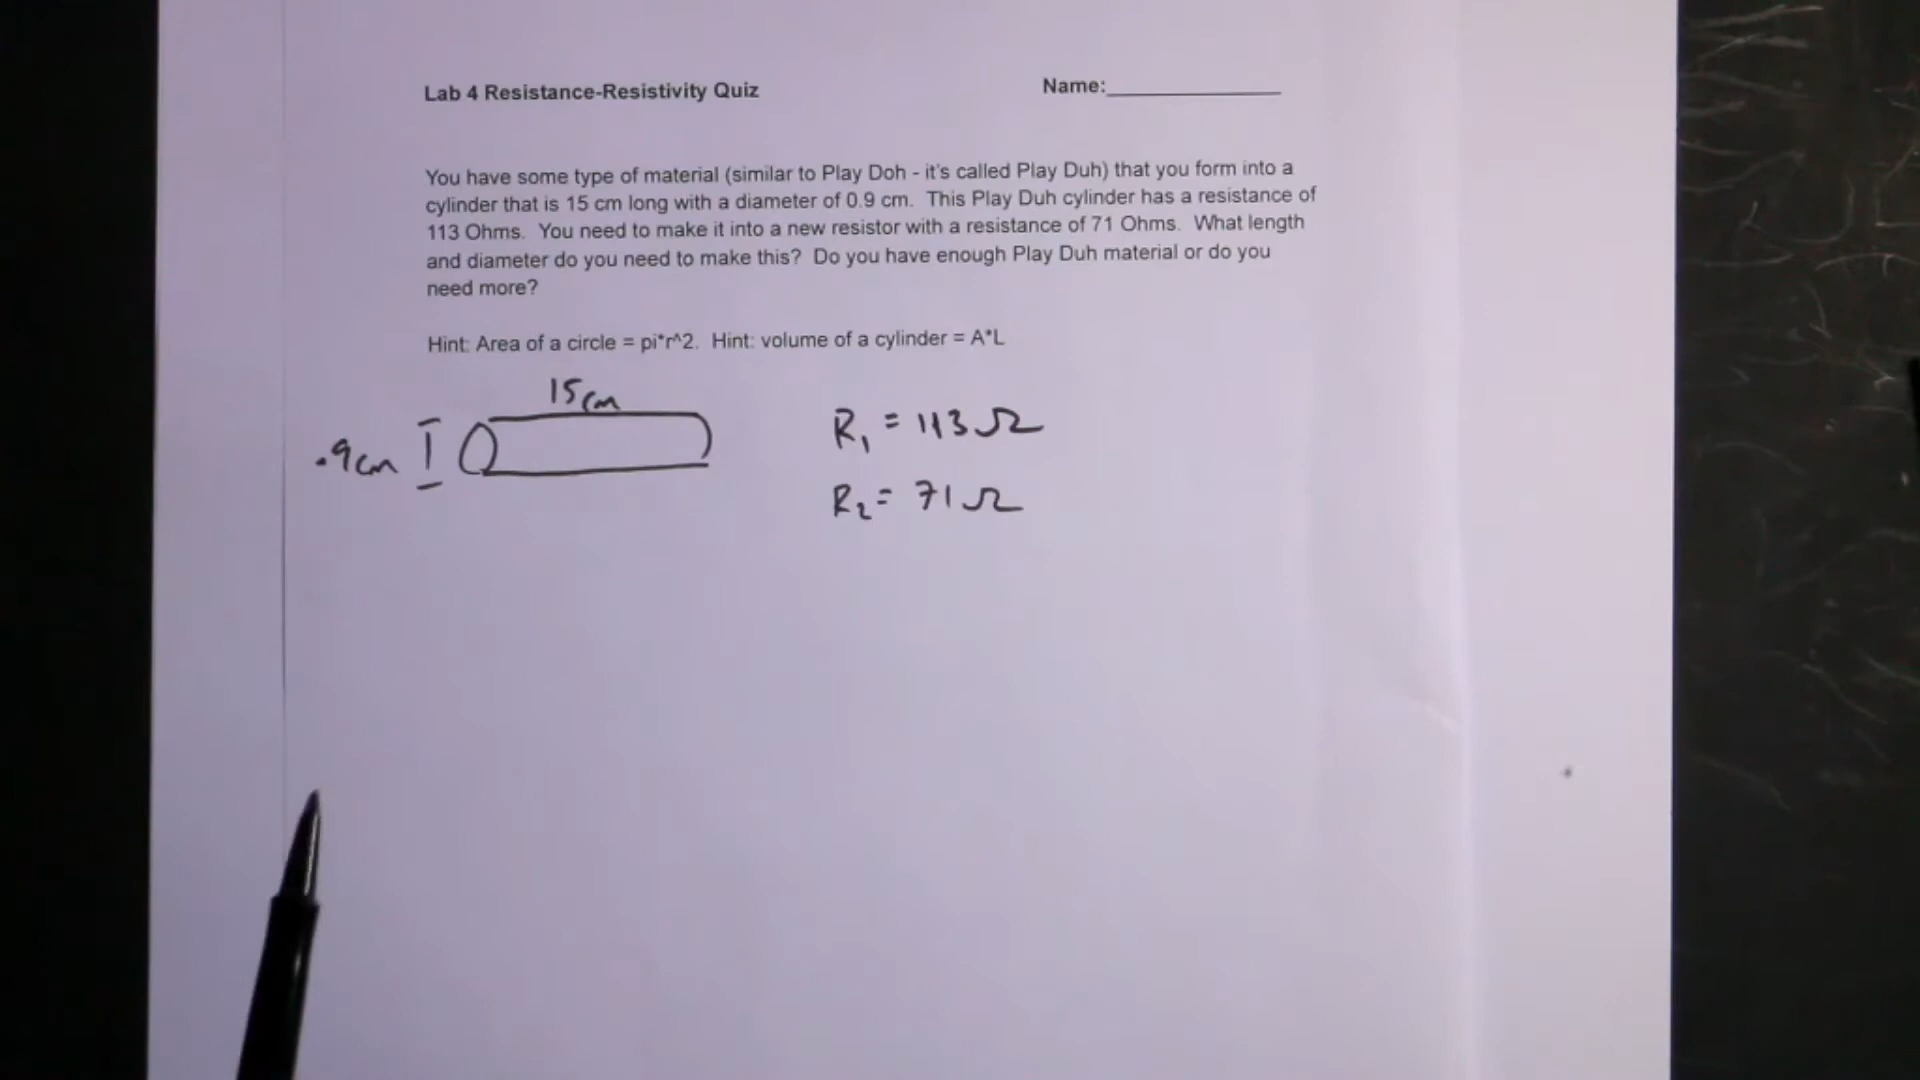 Lab 4 Resistance-Resistivity Quiz Name:______________
You have some type of material (similar to Play Doh - it's called Play Duh) that you form into a
cylinder that is 15 cm long with a diameter of 0.9 cm. This Play Duh cylinder has a resistance of
113 Ohms. You need to make it into a new resistor with a resistance of 71 Ohms. What length
and diameter do you need to make this? Do you have enough Play Duh material or do you
need more?
Hint: Area of a circle = pi*r^2. Hint: volume of a cylinder = A*L
15cm
.9cm
R₁ = 113Ω
R₂ = 71Ω